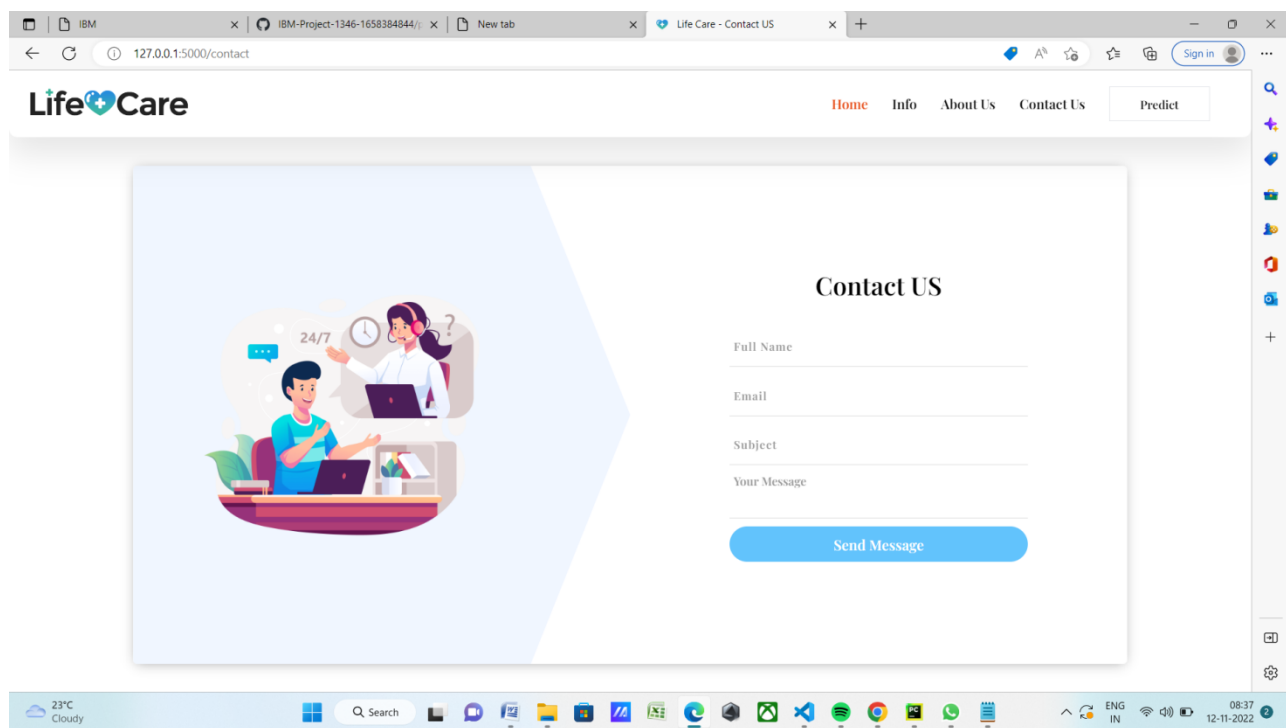 IBM
IBM-Project-1346-1658384844/
New tab
Life Care - Contact US
127.0.0.1:5000/contact
Sign in
Life Care
Home Info About Us Contact Us Predict
24/7
?
Contact US
Full Name
Email
Subject
Your Message
Send Message
23°C
Cloudy
Search
ENG
IN
08:37
12-11-2022
2